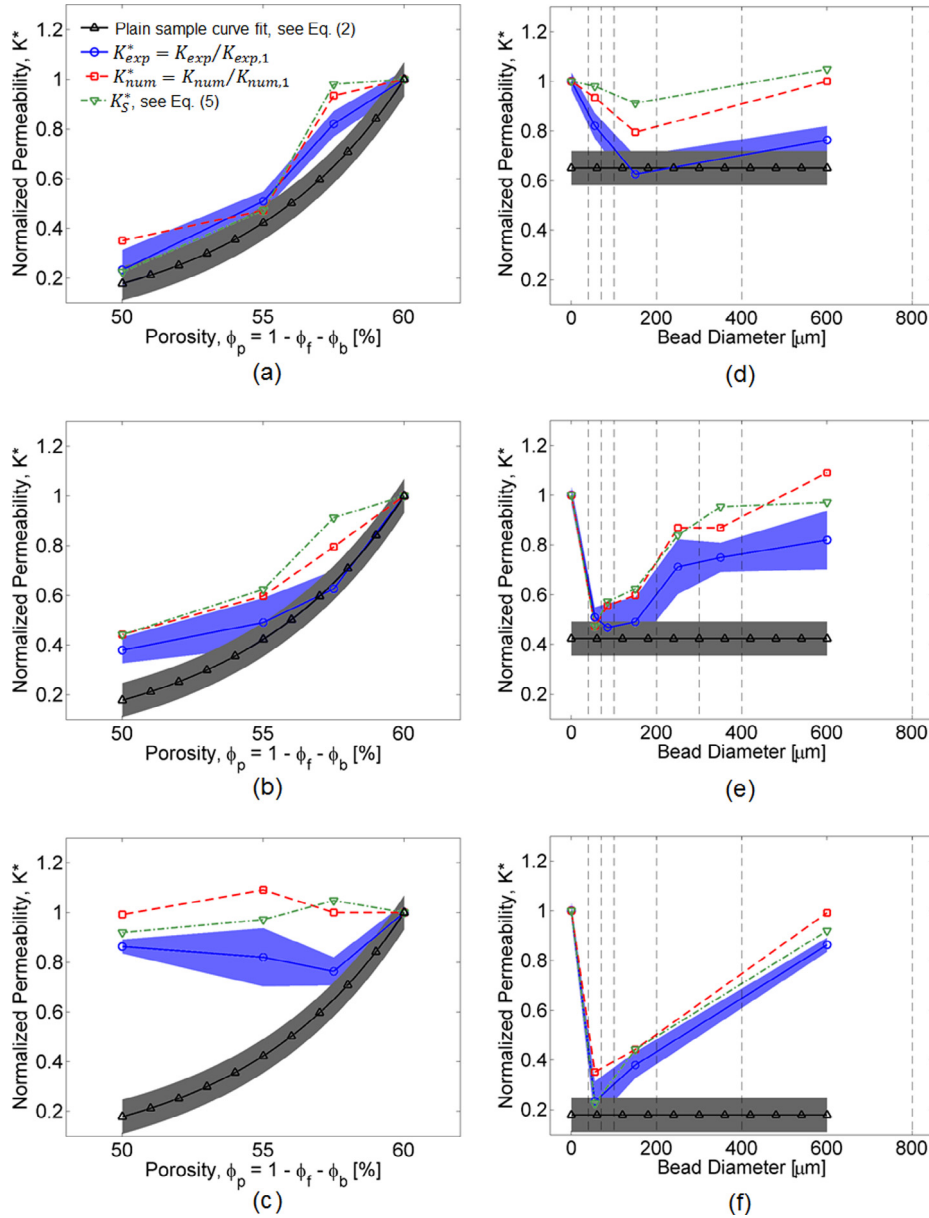 Plain sample curve fit, see Eq. (2)
K*exp = Kexp/Kexp,1
K*num = Knum/Knum,1
K*S, see Eq. (5)
Normalized Permeability, K*
1.2
1
0.8
0.6
0.4
0.2
50 55 60
Porosity, ϕp = 1 - ϕf - ϕb [%]
(a)
Normalized Permeability, K*
1.2
1
0.8
0.6
0.4
0.2
0 200 400 600 800
Bead Diameter [μm]
(d)
Normalized Permeability, K*
1.2
1
0.8
0.6
0.4
0.2
50 55 60
Porosity, ϕp = 1 - ϕf - ϕb [%]
(b)
Normalized Permeability, K*
1.2
1
0.8
0.6
0.4
0.2
0 200 400 600 800
Bead Diameter [μm]
(e)
Normalized Permeability, K*
1.2
1
0.8
0.6
0.4
0.2
50 55 60
Porosity, ϕp = 1 - ϕf - ϕb [%]
(c)
Normalized Permeability, K*
1.2
1
0.8
0.6
0.4
0.2
0 200 400 600 800
Bead Diameter [μm]
(f)